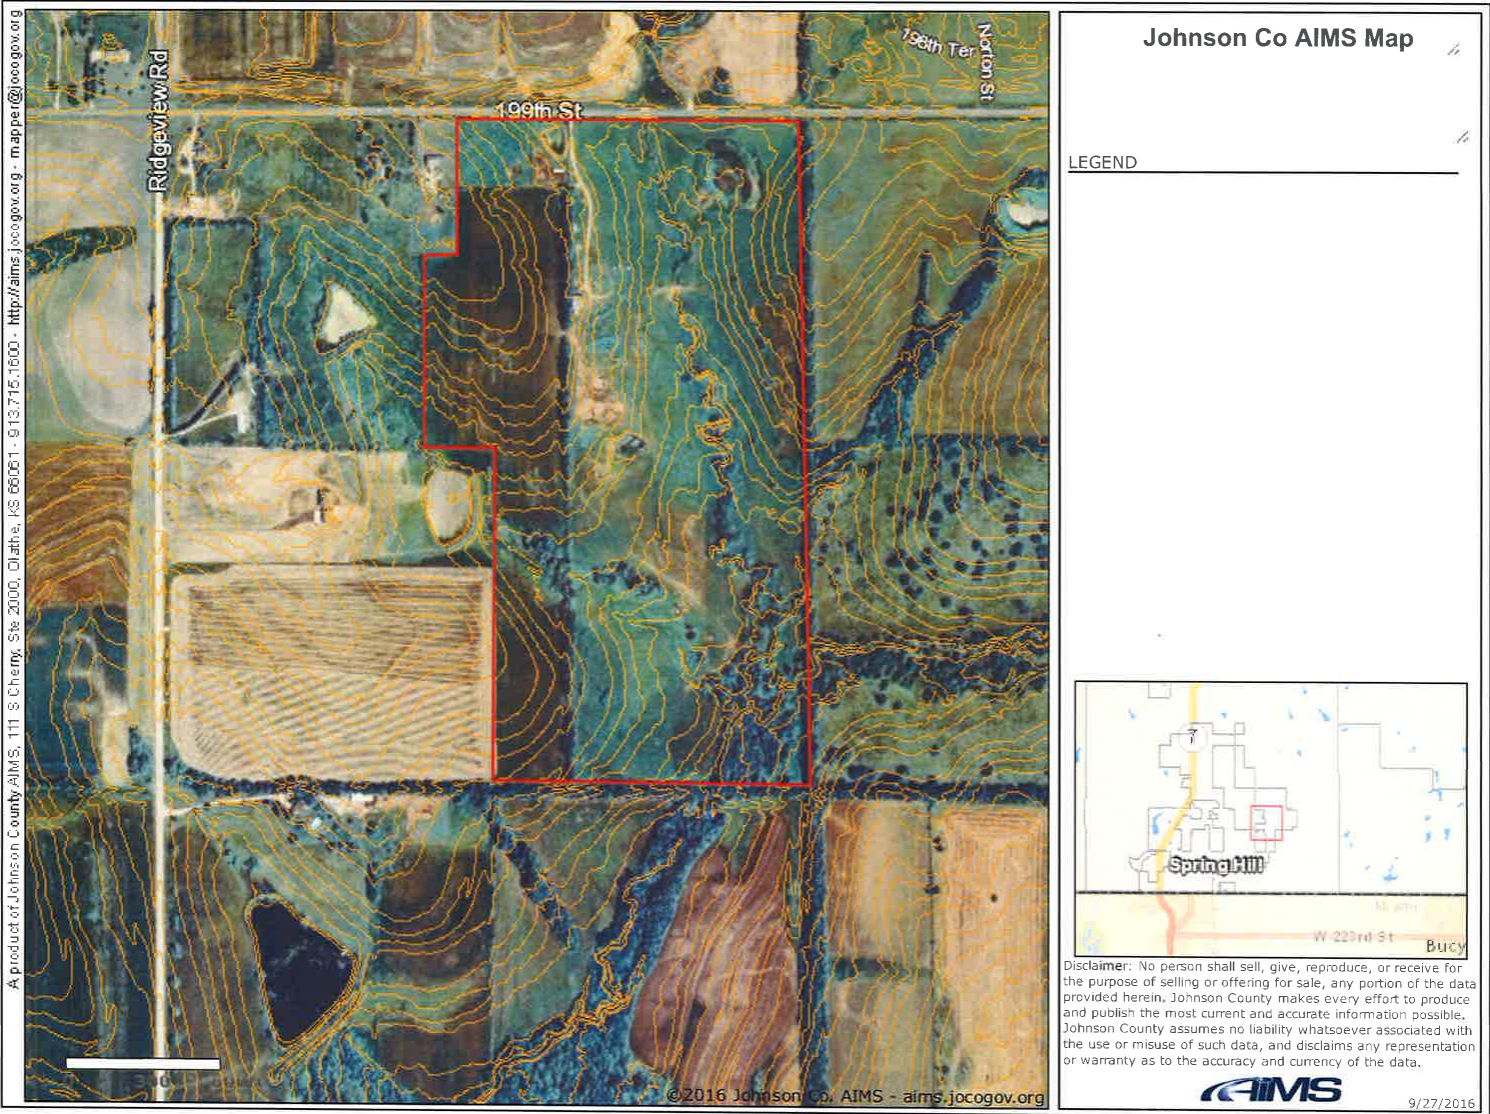 A product of Johnson County AIMS, 111 S Cherry, Ste 2000, Olathe, KS 66061 - 913.715.1600 - http://aims.jocogov.org - mapper@jocogov.org
Ridgeview Rd
199th St
198th Ter
Norton St
©2016 Johnson Co. AIMS - aims.jocogov.org
Johnson Co AIMS Map
LEGEND
Spring Hill
W 223rd St
Bucy
Disclaimer: No person shall sell, give, reproduce, or receive for
the purpose of selling or offering for sale, any portion of the data
provided herein. Johnson County makes every effort to produce
and publish the most current and accurate information possible.
Johnson County assumes no liability whatsoever associated with
the use or misuse of such data, and disclaims any representation
or warranty as to the accuracy and currency of the data.
AIMS
9/27/2016